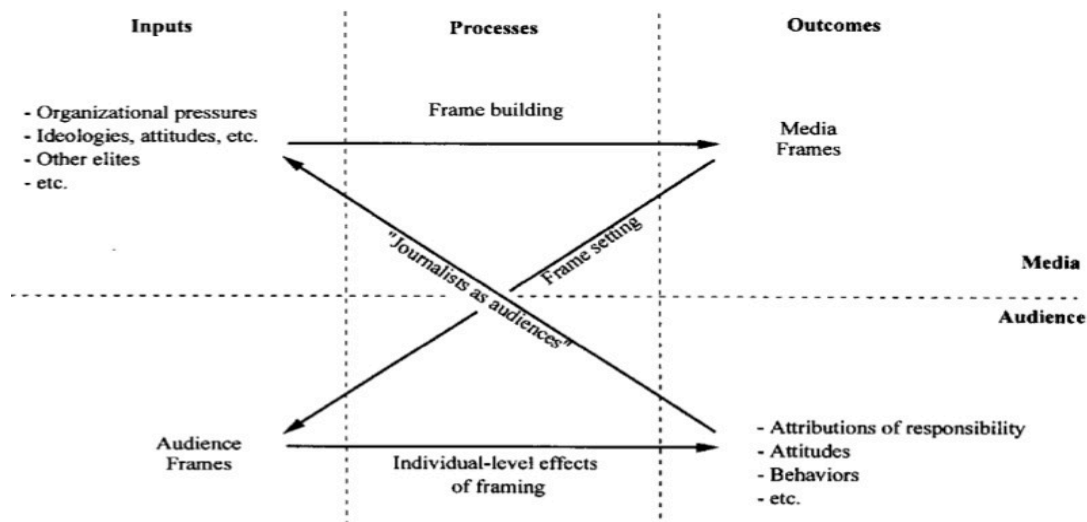 Inputs
Processes
Outcomes
- Organizational pressures
- Ideologies, attitudes, etc.
- Other elites
- etc.
Frame building
Media
Frames
"Journalists as audiences"
Frame setting
Media
Audience
Audience
Frames
Individual-level effects
of framing
- Attributions of responsibility
- Attitudes
- Behaviors
- etc.